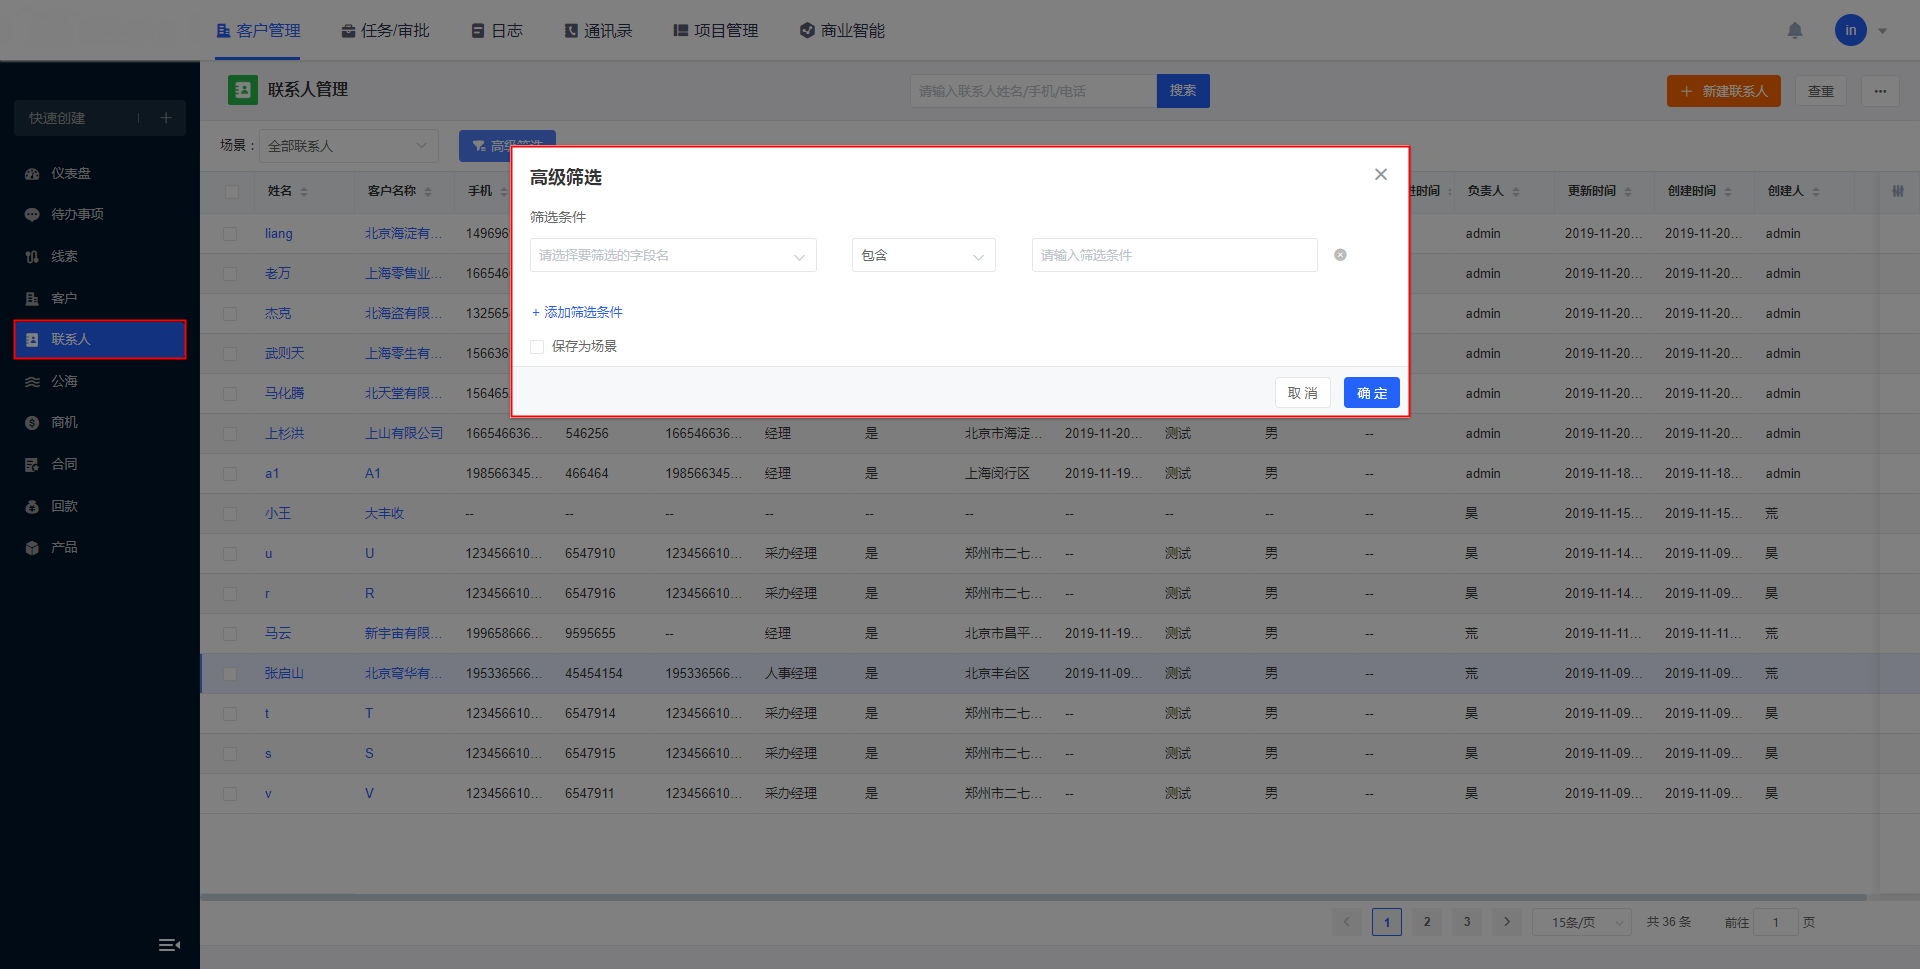 客户管理 任务/审批 日志 通讯录 项目管理 商业智能 in
联系人管理 请输入联系人姓名/手机/电话 搜索 + 新建联系人 查重 ...
快速创建 | +
场景： 全部联系人 高级筛选
仪表盘
待办事项
线索
客户
联系人
公海
商机
合同
回款
产品
姓名 客户名称 手机 进时间 负责人 更新时间 创建时间 创建人
高级筛选
筛选条件
请选择要筛选的字段名 包含 请输入筛选条件
+ 添加筛选条件
保存为场景
取消 确定
liang 北京海淀有... 149696 admin 2019-11-20... 2019-11-20... admin
老万 上海零售业... 166546 admin 2019-11-20... 2019-11-20... admin
杰克 北海盗有限... 132565 admin 2019-11-20... 2019-11-20... admin
武则天 上海零生有... 156636 admin 2019-11-20... 2019-11-20... admin
马化腾 北天堂有限... 156465 admin 2019-11-20... 2019-11-20... admin
上杉洪 上山有限公司 166546636... 546256 166546636... 经理 是 北京市海淀... 2019-11-20... 测试 男 -- admin 2019-11-20... 2019-11-20... admin
a1 A1 198566345... 466464 198566345... 经理 是 上海闵行区 2019-11-19... 测试 男 -- admin 2019-11-18... 2019-11-18... admin
小王 大丰收 -- -- -- -- -- -- -- -- -- -- 昊 2019-11-15... 2019-11-15... 荒
u U 123456610... 6547910 123456610... 采办经理 是 郑州市二七... -- 测试 男 -- 昊 2019-11-14... 2019-11-09... 昊
r R 123456610... 6547916 123456610... 采办经理 是 郑州市二七... -- 测试 男 -- 昊 2019-11-14... 2019-11-09... 昊
马云 新宇宙有限... 199658666... 9595655 -- 经理 是 北京市昌平... 2019-11-19... 测试 男 -- 荒 2019-11-11... 2019-11-11... 荒
张启山 北京穹华有... 195336566... 45454154 195336566... 人事经理 是 北京丰台区 2019-11-09... 测试 男 -- 荒 2019-11-09... 2019-11-09... 荒
t T 123456610... 6547914 123456610... 采办经理 是 郑州市二七... -- 测试 男 -- 昊 2019-11-09... 2019-11-09... 昊
s S 123456610... 6547915 123456610... 采办经理 是 郑州市二七... -- 测试 男 -- 昊 2019-11-09... 2019-11-09... 昊
v V 123456610... 6547911 123456610... 采办经理 是 郑州市二七... -- 测试 男 -- 昊 2019-11-09... 2019-11-09... 昊
1 2 3 15条/页 共 36 条 前往 1 页